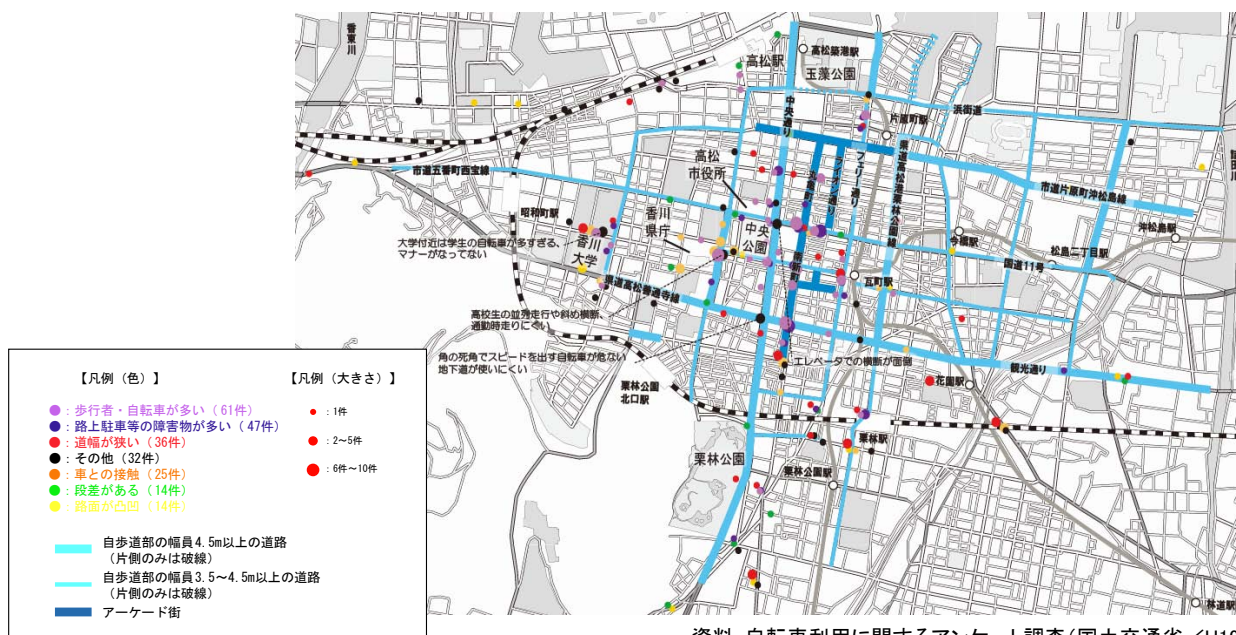 香東川
高松築港駅
高松駅
玉藻公園
浜街道
中央通り
片原町駅
フェリー通り
ライオン通り
丸亀町
県道高松港栗林公園線
高松
市役所
市道五番町西宝線
市道片原町沖松島線
詰田川
昭和町駅
香川
県庁
中央
公園
今橋駅
松島二丁目駅
沖松島駅
国道11号
大学付近は学生の自転車が多すぎる、
マナーがなってない
香川
大学
南新町
瓦町駅
県道高松善通寺線
高校生の並列走行や斜め横断、
通勤時走りにくい
角の死角でスピードを出す自転車が危ない
地下道が使いにくい
エレベータでの横断が面倒
観光通り
栗林公園
北口駅
花園駅
栗林駅
栗林公園
栗林公園駅
林道駅
【凡例（色）】
【凡例（大きさ）】
：歩行者・自転車が多い（61件）
：路上駐車等の障害物が多い（47件）
：道幅が狭い（36件）
：その他（32件）
：車との接触（25件）
：段差がある（14件）
：路面が凸凹（14件）
：1件
：2～5件
：6件～10件
自歩道部の幅員4.5m以上の道路
（片側のみは破線）
自歩道部の幅員3.5～4.5m以上の道路
（片側のみは破線）
アーケード街